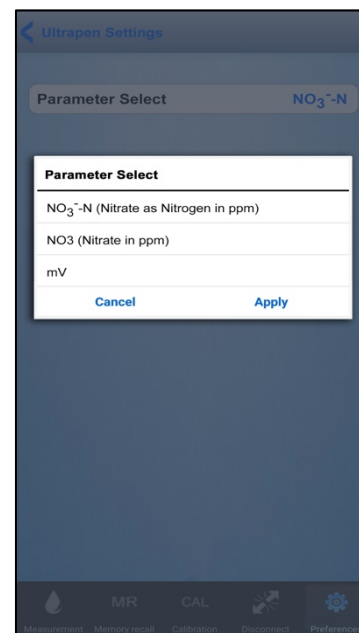 Ultrapen Settings
Parameter Select NO₃⁻-N
Parameter Select
NO₃⁻-N (Nitrate as Nitrogen in ppm)
NO3 (Nitrate in ppm)
mV
Cancel Apply
MR CAL
Measurement Memory recall Calibration Disconnect Preference